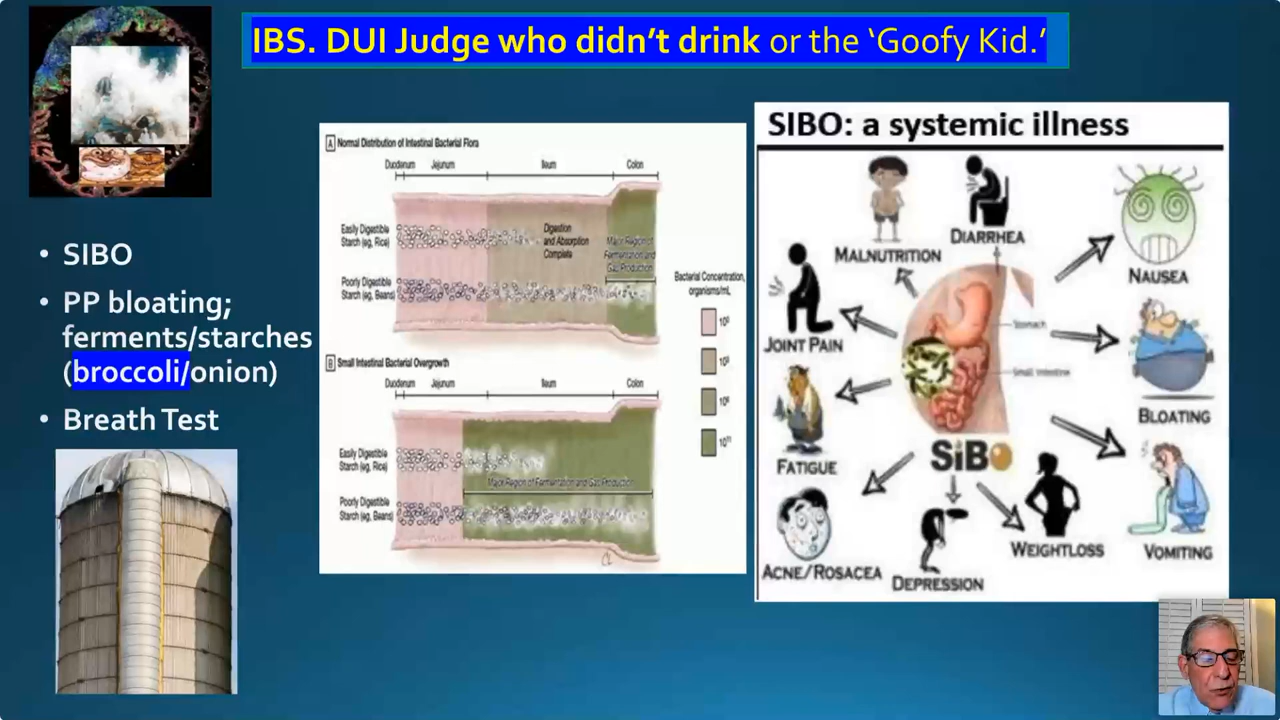 IBS. DUI Judge who didn't drink or the 'Goofy Kid.'
• SIBO
• PP bloating;
ferments/starches
(broccoli/onion)
• Breath Test
A Normal Distribution of Intestinal Bacterial Flora
Duodenum Jejunum Ileum Colon
Easily Digestible
Starch (eg, Rice)
Digestion
and Absorption
Complete
Major Region of
Fermentation and
Gas Production
Poorly Digestible
Starch (eg, Beans)
B Small Intestinal Bacterial Overgrowth
Duodenum Jejunum Ileum Colon
Easily Digestible
Starch (eg, Rice)
Major Region of Fermentation and Gas Production
Poorly Digestible
Starch (eg, Beans)
Bacterial Concentration,
organisms/mL
SIBO: a systemic illness
MALNUTRITION
DIARRHEA
NAUSEA
JOINT PAIN
Stomach
Small Intestine
BLOATING
FATIGUE
SiBO
ACNE/ROSACEA
DEPRESSION
WEIGHTLOSS
VOMITING